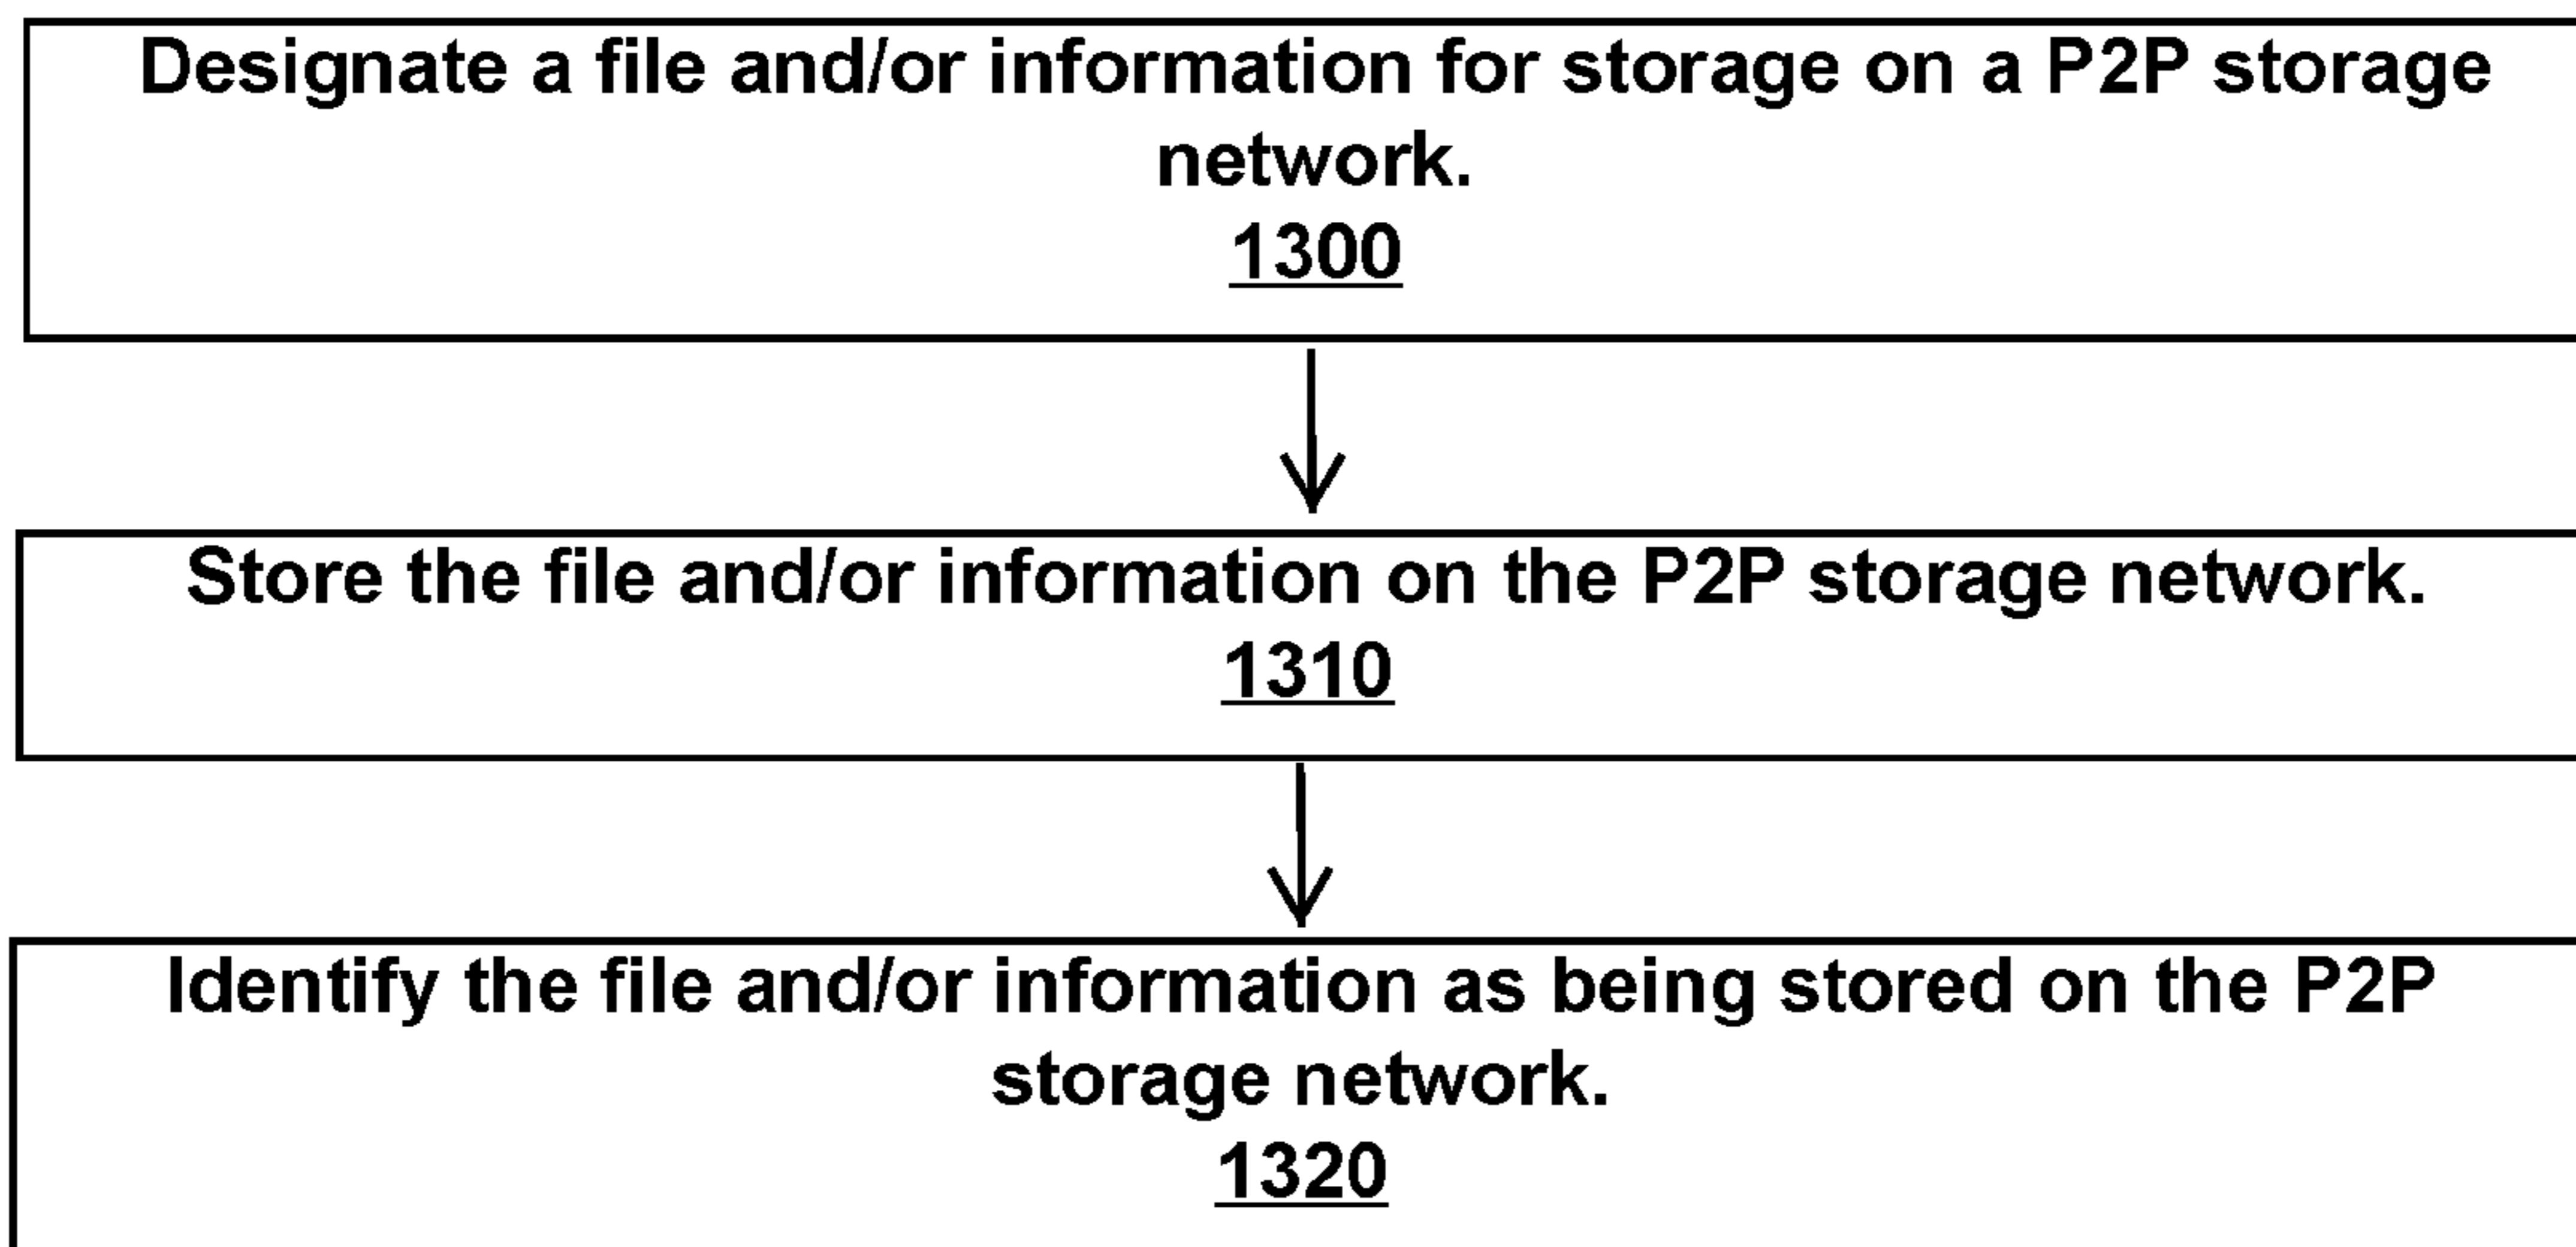 Designate a file and/or information for storage on a P2P storage
network.
1300
Store the file and/or information on the P2P storage network.
1310
Identify the file and/or information as being stored on the P2P
storage network.
1320